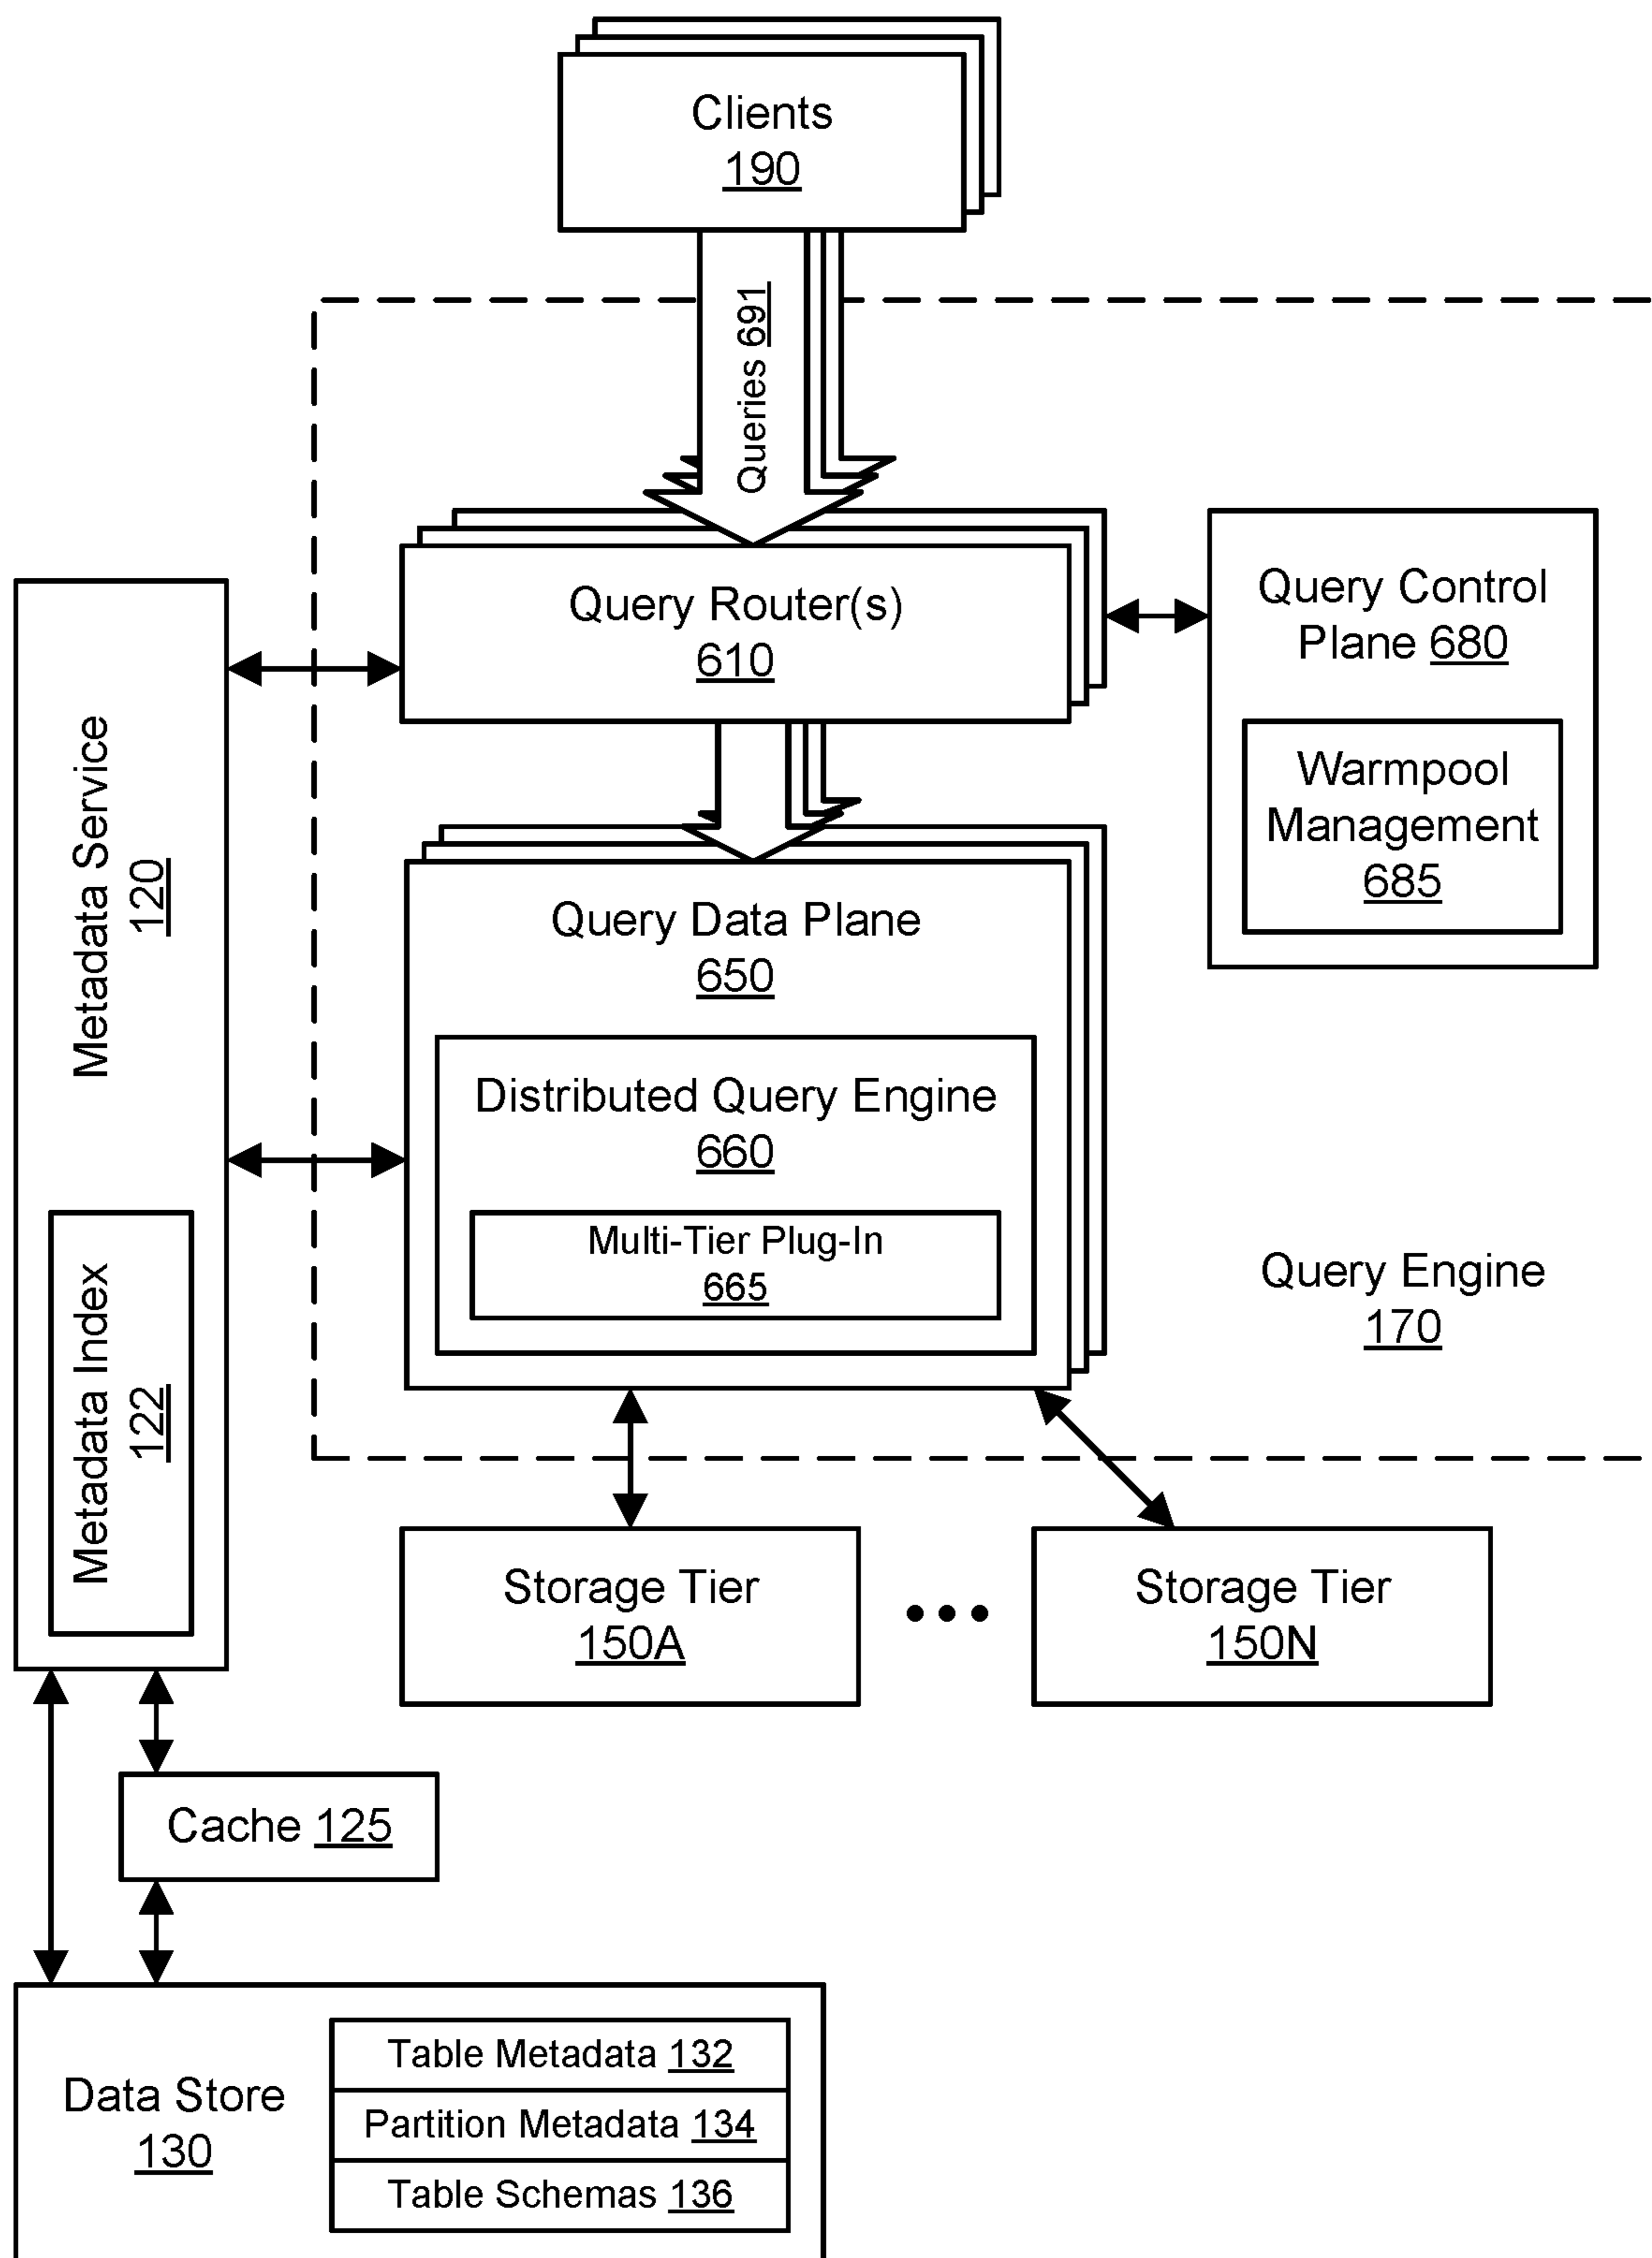 Clients
190
Queries 691
Query Router(s)
610
Query Control
Plane 680
Warmpool
Management
685
Metadata Service
120
Metadata Index
122
Query Data Plane
650
Distributed Query Engine
660
Multi-Tier Plug-In
665
Query Engine
170
Storage Tier
150A
Storage Tier
150N
Cache 125
Data Store
130
Table Metadata 132
Partition Metadata 134
Table Schemas 136